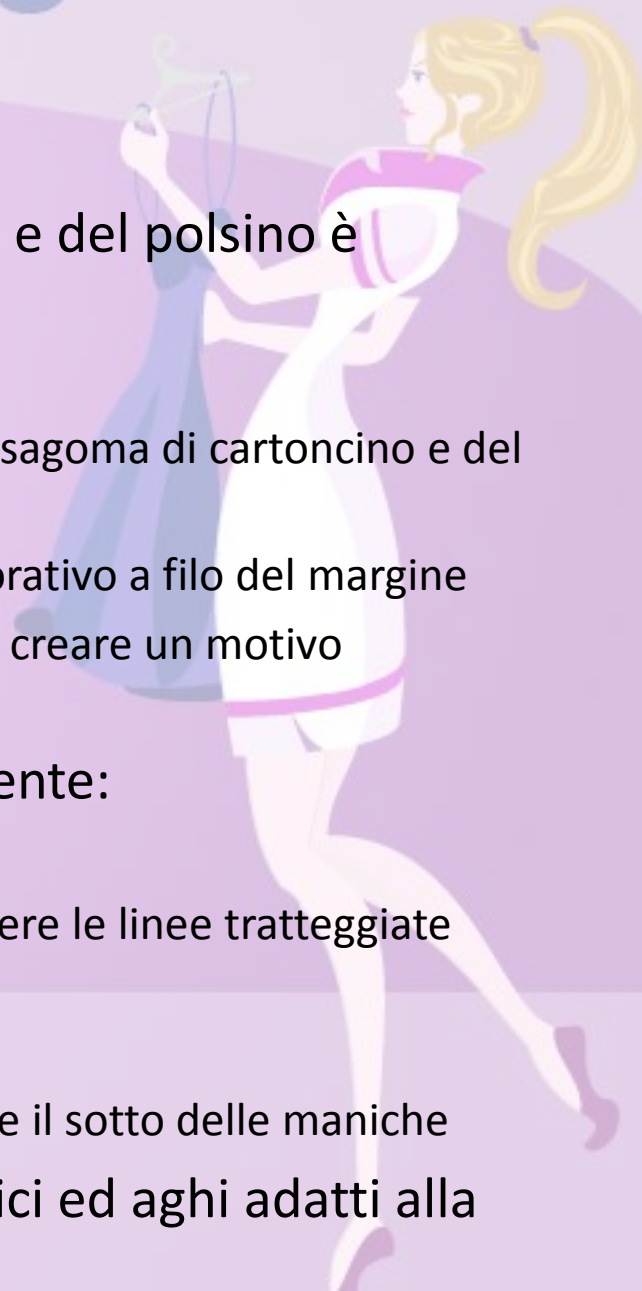 e del polsino è
sagoma di cartoncino e del
orativo a filo del margine
creare un motivo
ente:
ere le linee tratteggiate
e il sotto delle maniche
ici ed aghi adatti alla